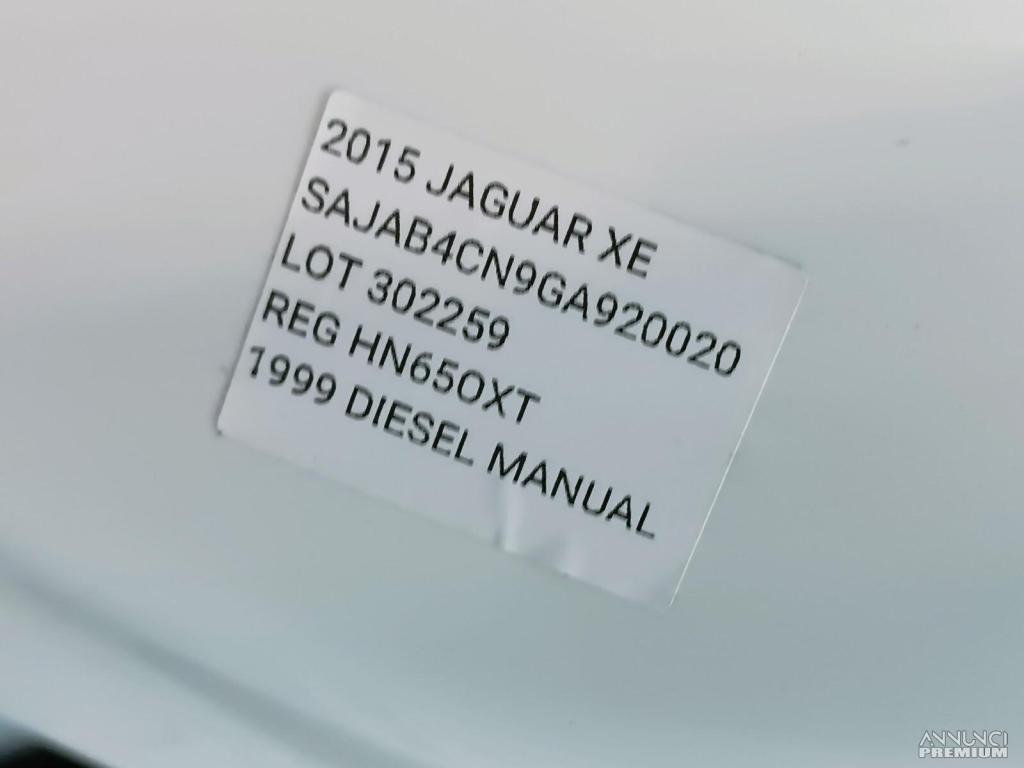 2015 JAGUAR XE
SAJAB4CN9GA920020
LOT 302259
REG HN65OXT
1999 DIESEL MANUAL
ANNUNCI
PREMIUM